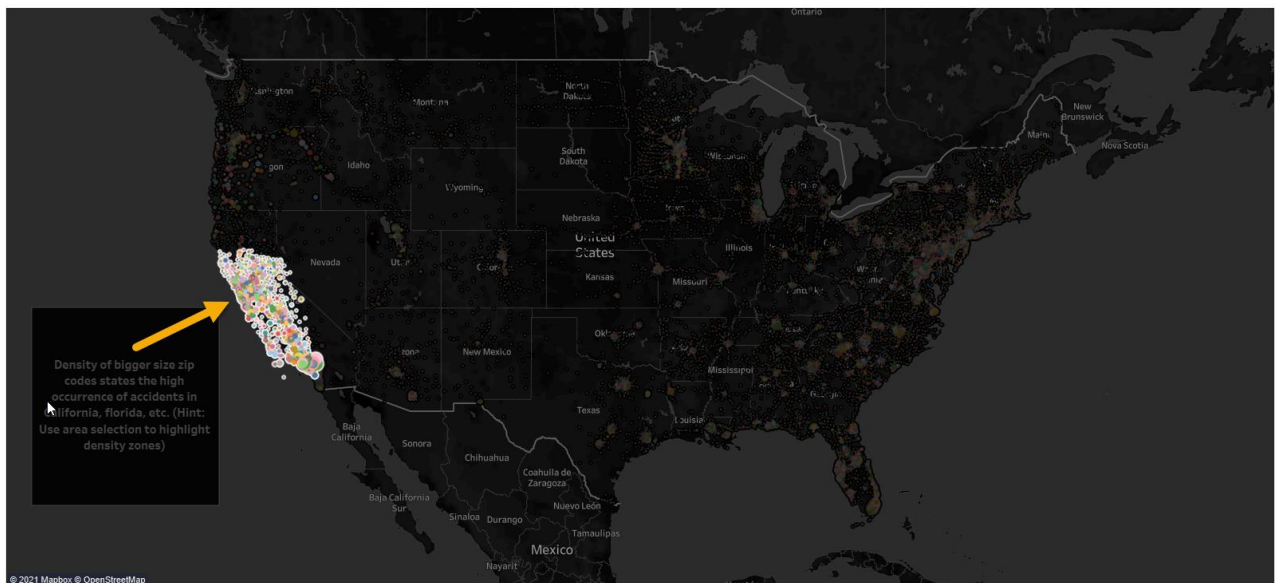 Ontario
North
Dakota
New
Brunswick
Maine
Nova Scotia
South
Dakota
Idaho
Wyoming
Nebraska
United
States
Illinois
Nevada
Kansas
Missouri
Density of bigger size zip
codes states the high
occurrence of accidents in
California, florida, etc. (Hint:
Use area selection to highlight
density zones)
New Mexico
Mississippi
Georgia
Texas
Baja
California
Sonora
Chihuahua
Coahuila de
Zaragoza
Baja California
Sur
Nuevo León
Sinaloa
Durango
Tamaulipas
Mexico
Nayarit
© 2021 Mapbox © OpenStreetMap